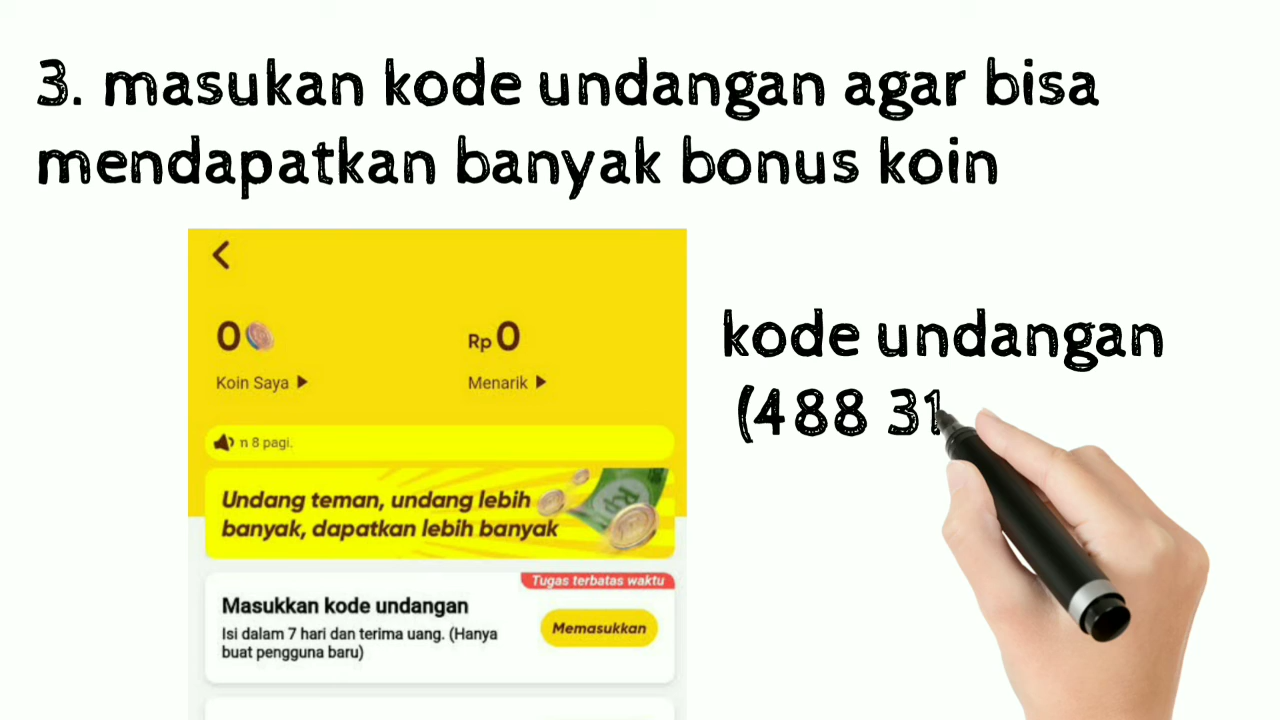 3. masukan kode undangan agar bisa
mendapatkan banyak bonus koin
0
Rp 0
Koin Saya
Menarik
n 8 pagi.
Undang teman, undang lebih
banyak, dapatkan lebih banyak
Tugas terbatas waktu
Masukkan kode undangan
Isi dalam 7 hari dan terima uang. (Hanya
buat pengguna baru)
Memasukkan
kode undangan
(488 31